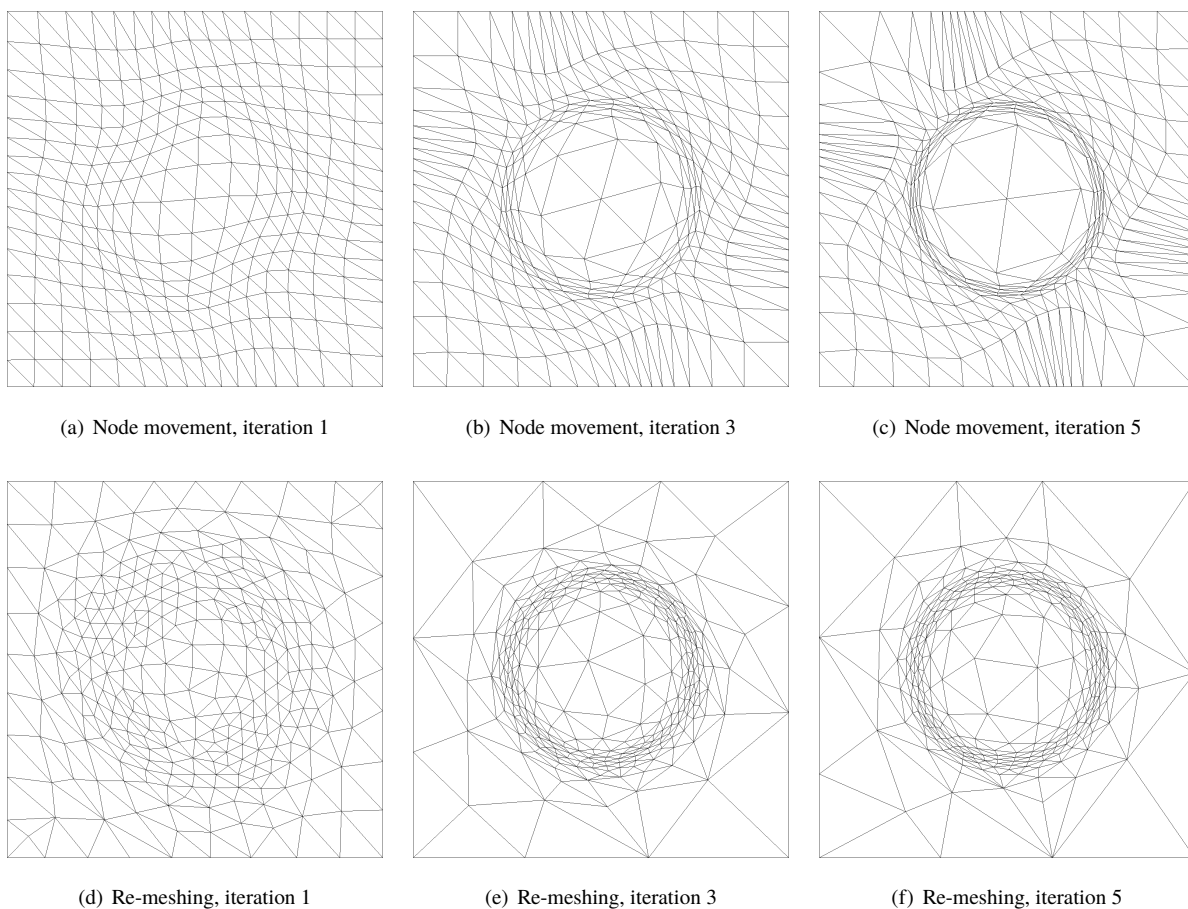 (a) Node movement, iteration 1
(b) Node movement, iteration 3
(c) Node movement, iteration 5
(d) Re-meshing, iteration 1
(e) Re-meshing, iteration 3
(f) Re-meshing, iteration 5